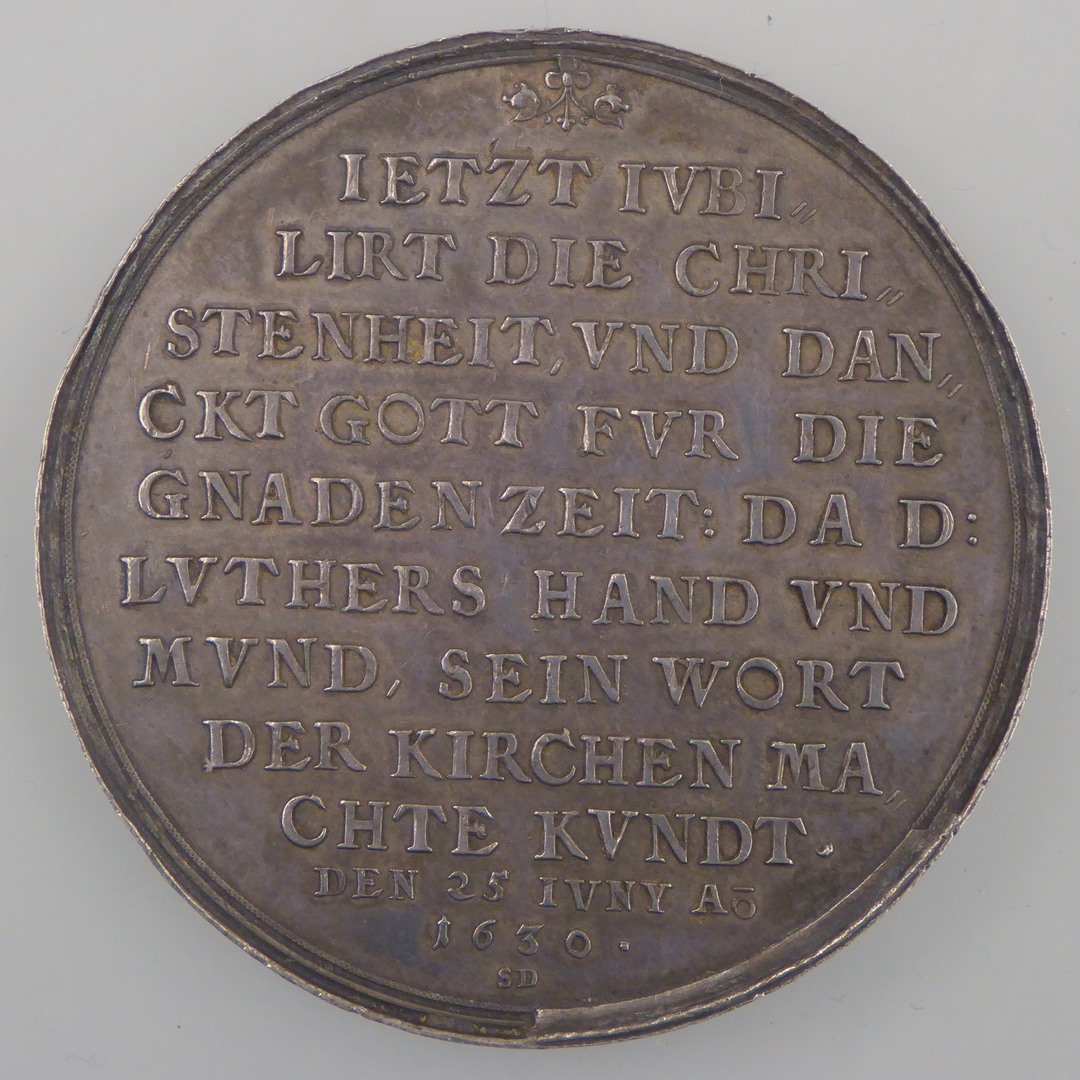 IETZT IVBI〃
LIRT DIE CHRI〃
STENHEIT, VND DAN〃
CKT GOTT FVR DIE
GNADENZEIT: DA D:
LVTHERS HAND VND
MVND, SEIN WORT
DER KIRCHEN MA〃
CHTE KVNDT.
DEN 25 IVNY AŌ
1630.
SD